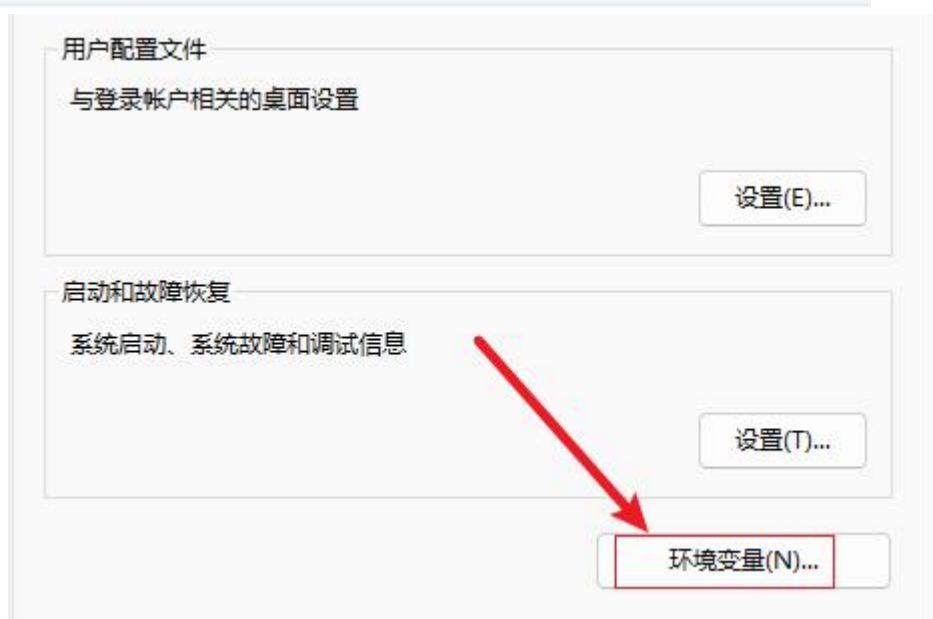 用户配置文件
与登录帐户相关的桌面设置
设置(E)...
启动和故障恢复
系统启动、系统故障和调试信息
设置(T)...
环境变量(N)...